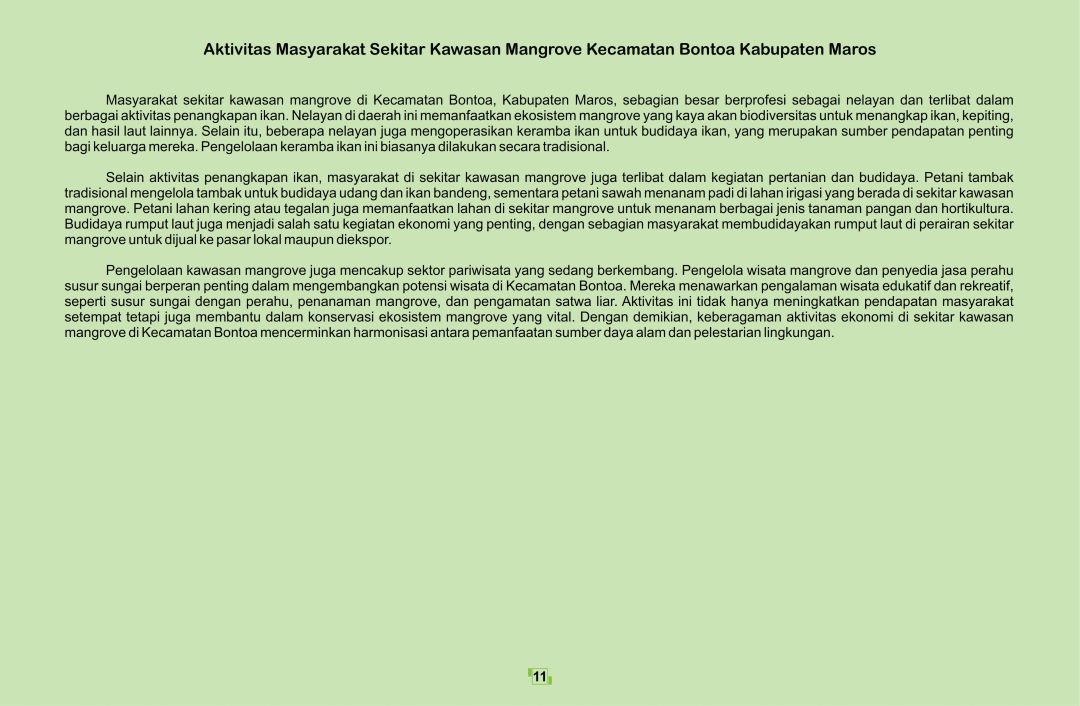 Aktivitas Masyarakat Sekitar Kawasan Mangrove Kecamatan Bontoa Kabupaten Maros
Masyarakat sekitar kawasan mangrove di Kecamatan Bontoa, Kabupaten Maros, sebagian besar berprofesi sebagai nelayan dan terlibat dalam
berbagai aktivitas penangkapan ikan. Nelayan di daerah ini memanfaatkan ekosistem mangrove yang kaya akan biodiversitas untuk menangkap ikan, kepiting,
dan hasil laut lainnya. Selain itu, beberapa nelayan juga mengoperasikan keramba ikan untuk budidaya ikan, yang merupakan sumber pendapatan penting
bagi keluarga mereka. Pengelolaan keramba ikan ini biasanya dilakukan secara tradisional.
Selain aktivitas penangkapan ikan, masyarakat di sekitar kawasan mangrove juga terlibat dalam kegiatan pertanian dan budidaya. Petani tambak
tradisional mengelola tambak untuk budidaya udang dan ikan bandeng, sementara petani sawah menanam padi di lahan irigasi yang berada di sekitar kawasan
mangrove. Petani lahan kering atau tegalan juga memanfaatkan lahan di sekitar mangrove untuk menanam berbagai jenis tanaman pangan dan hortikultura.
Budidaya rumput laut juga menjadi salah satu kegiatan ekonomi yang penting, dengan sebagian masyarakat membudidayakan rumput laut di perairan sekitar
mangrove untuk dijual ke pasar lokal maupun diekspor.
Pengelolaan kawasan mangrove juga mencakup sektor pariwisata yang sedang berkembang. Pengelola wisata mangrove dan penyedia jasa perahu
susur sungai berperan penting dalam mengembangkan potensi wisata di Kecamatan Bontoa. Mereka menawarkan pengalaman wisata edukatif dan rekreatif,
seperti susur sungai dengan perahu, penanaman mangrove, dan pengamatan satwa liar. Aktivitas ini tidak hanya meningkatkan pendapatan masyarakat
setempat tetapi juga membantu dalam konservasi ekosistem mangrove yang vital. Dengan demikian, keberagaman aktivitas ekonomi di sekitar kawasan
mangrove di Kecamatan Bontoa mencerminkan harmonisasi antara pemanfaatan sumber daya alam dan pelestarian lingkungan.
11